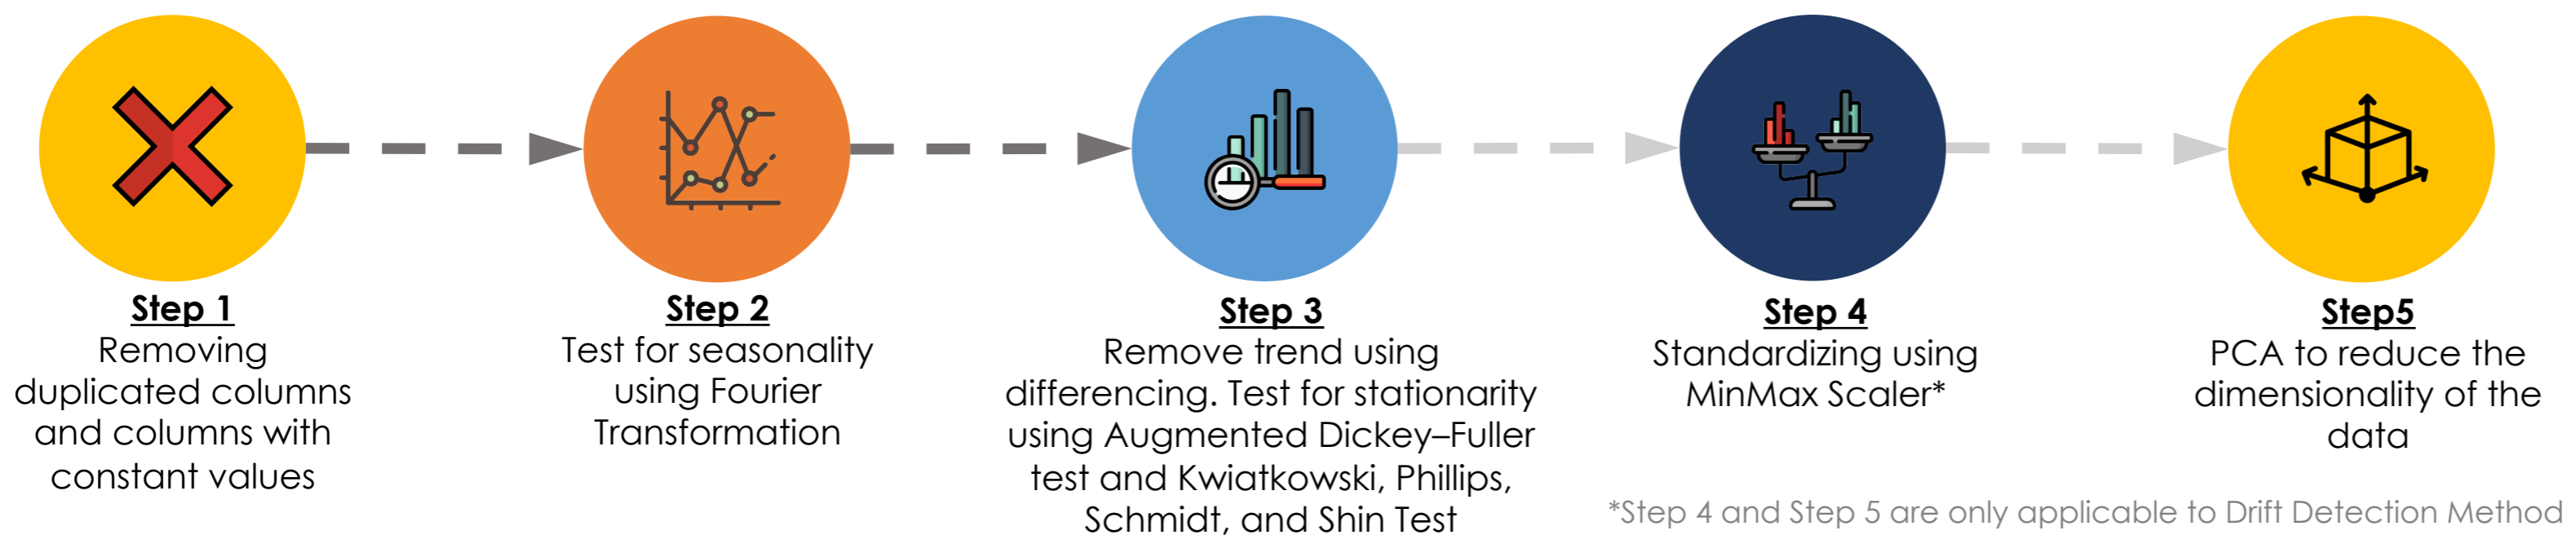 Step 1
Removing
duplicated columns
and columns with
constant values
Step 2
Test for seasonality
using Fourier
Transformation
Step 3
Remove trend using
differencing. Test for stationarity
using Augmented Dickey–Fuller
test and Kwiatkowski, Phillips,
Schmidt, and Shin Test
Step 4
Standardizing using
MinMax Scaler*
Step5
PCA to reduce the
dimensionality of the
data
*Step 4 and Step 5 are only applicable to Drift Detection Method